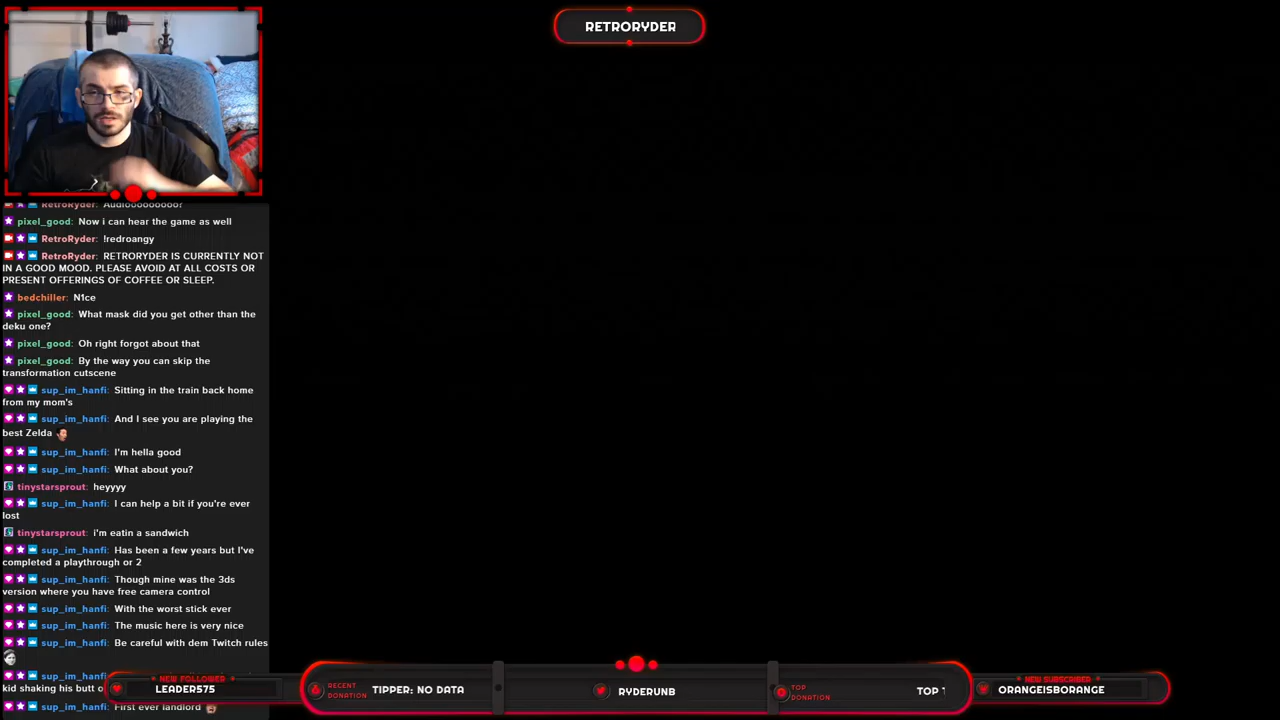 RETRORYDER
RetroRyder: Audioooooooo?
pixel_good: Now i can hear the game as well
RetroRyder: !redroangy
RetroRyder: RETRORYDER IS CURRENTLY NOT
IN A GOOD MOOD. PLEASE AVOID AT ALL COSTS OR
PRESENT OFFERINGS OF COFFEE OR SLEEP.
bedchiller: N1ce
pixel_good: What mask did you get other than the
deku one?
pixel_good: Oh right forgot about that
pixel_good: By the way you can skip the
transformation cutscene
sup_im_hanfi: Sitting in the train back home
from my mom's
sup_im_hanfi: And I see you are playing the
best Zelda
sup_im_hanfi: I'm hella good
sup_im_hanfi: What about you?
tinystarsprout: heyyyy
sup_im_hanfi: I can help a bit if you're ever
lost
tinystarsprout: i'm eatin a sandwich
sup_im_hanfi: Has been a few years but I've
completed a playthrough or 2
sup_im_hanfi: Though mine was the 3ds
version where you have free camera control
sup_im_hanfi: With the worst stick ever
sup_im_hanfi: The music here is very nice
sup_im_hanfi: Be careful with dem Twitch rules
sup_im
kid shaking his butt o
sup_im_hanfi: First ever landlord
NEW FOLLOWER
LEADER575
RECENT DONATION
TIPPER: NO DATA
RYDERUNB
TOP DONATION
TOP
NEW SUBSCRIBER
ORANGEISBORANGE